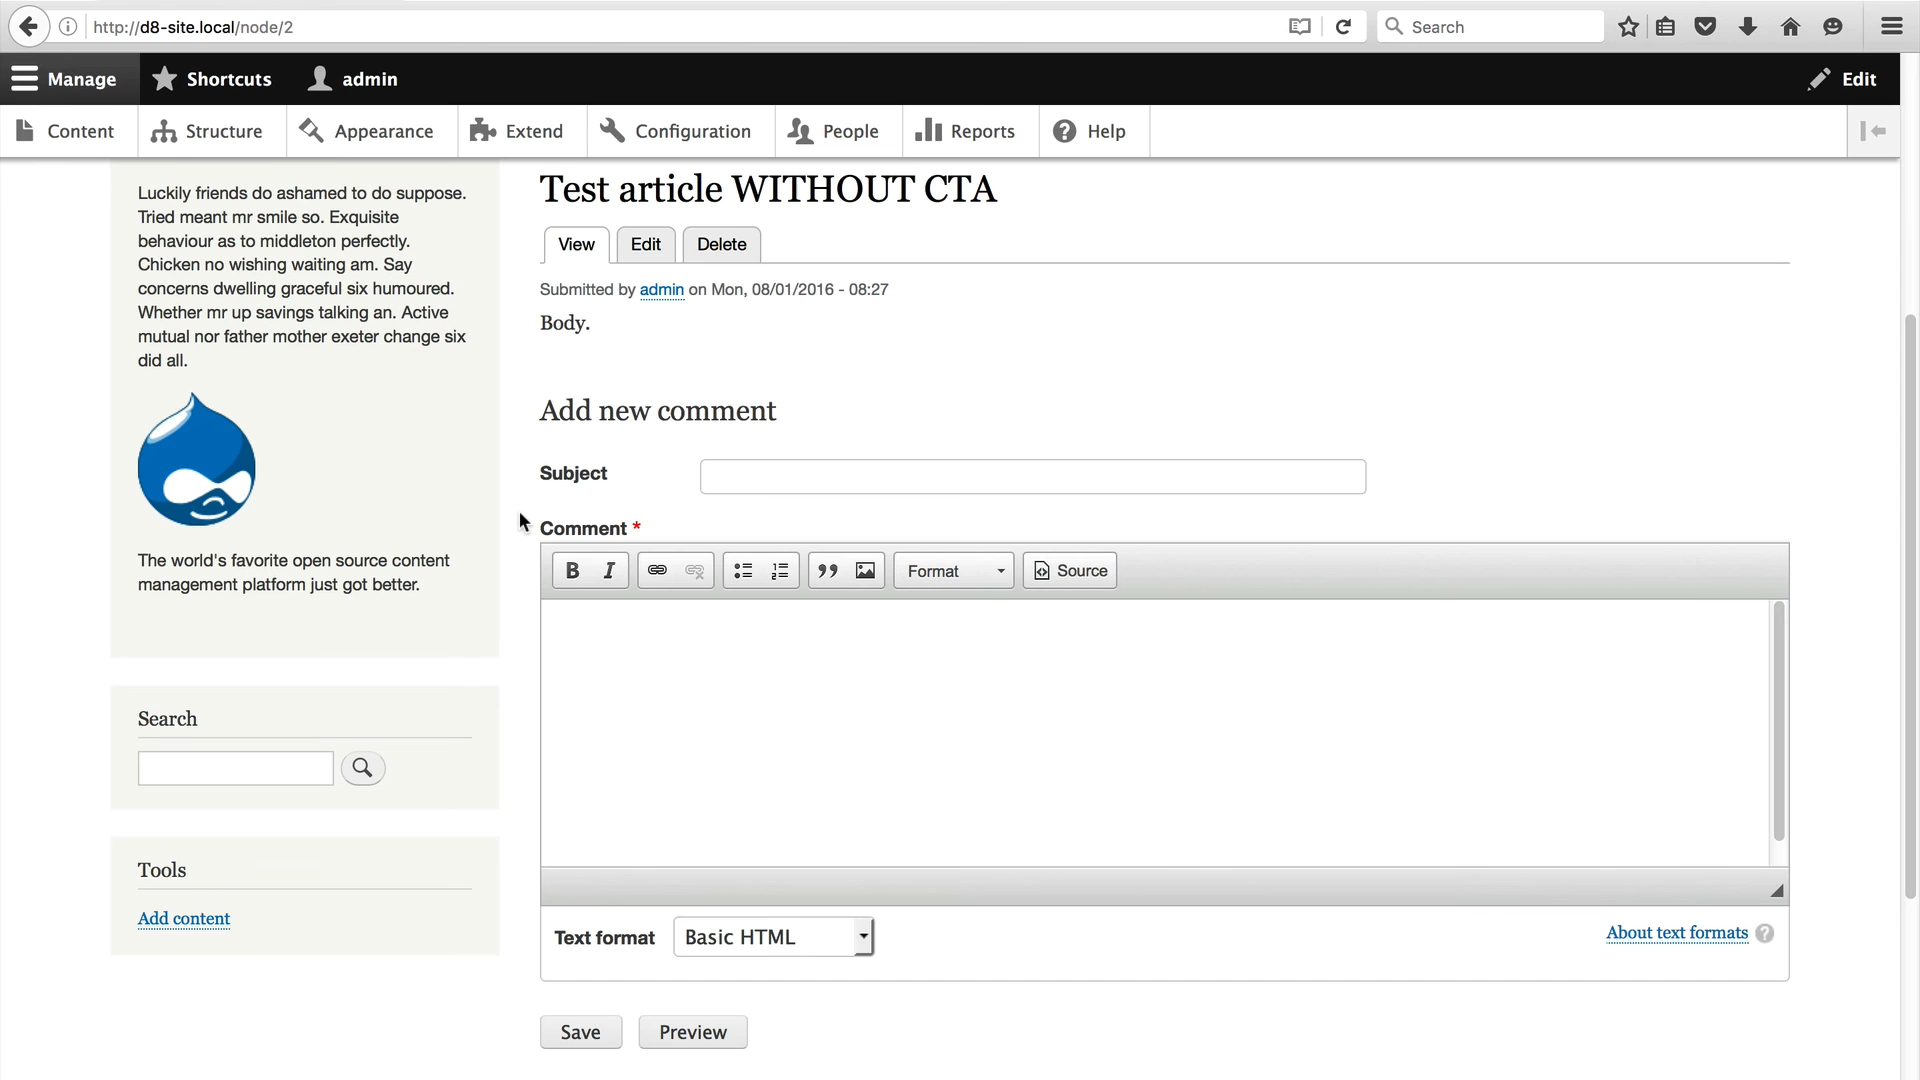 http://d8-site.local/node/2
Search
Manage
Shortcuts
admin
Edit
Content
Structure
Appearance
Extend
Configuration
People
Reports
Help
Luckily friends do ashamed to do suppose.
Tried meant mr smile so. Exquisite
behaviour as to middleton perfectly.
Chicken no wishing waiting am. Say
concerns dwelling graceful six humoured.
Whether mr up savings talking an. Active
mutual nor father mother exeter change six
did all.
The world's favorite open source content
management platform just got better.
Search
Tools
Add content
Test article WITHOUT CTA
View
Edit
Delete
Submitted by admin on Mon, 08/01/2016 - 08:27
Body.
Add new comment
Subject
Comment *
B I
Format
Source
Text format
Basic HTML
About text formats ?
Save
Preview